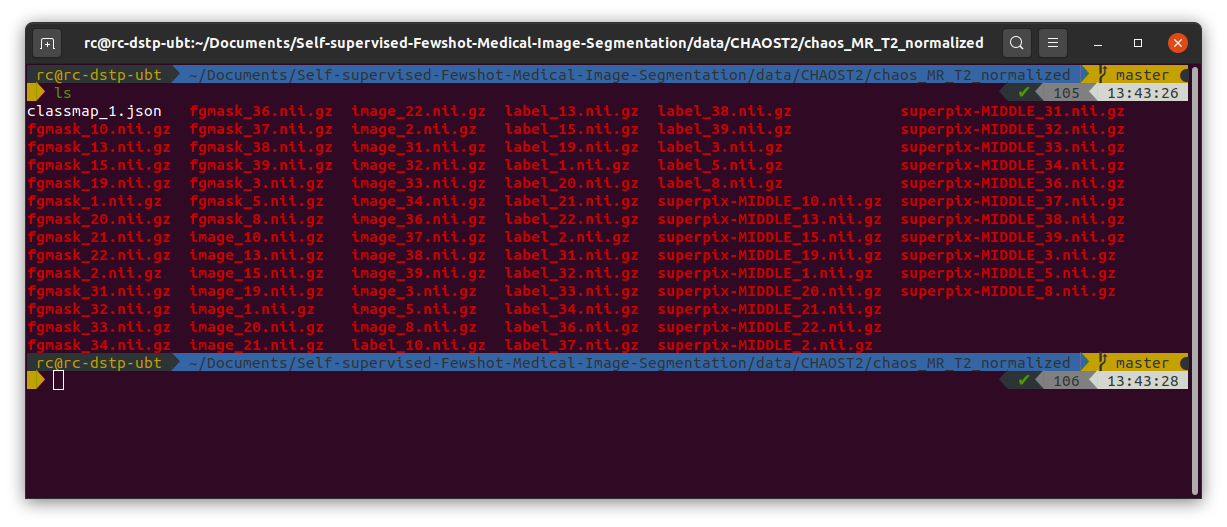 rc@rc-dstp-ubt:~/Documents/Self-supervised-Fewshot-Medical-Image-Segmentation/data/CHAOST2/chaos_MR_T2_normalized
rc@rc-dstp-ubt ~/Documents/Self-supervised-Fewshot-Medical-Image-Segmentation/data/CHAOST2/chaos_MR_T2_normalized master
ls ✔ 105 13:43:26
classmap_1.json fgmask_36.nii.gz image_22.nii.gz label_13.nii.gz label_38.nii.gz superpix-MIDDLE_31.nii.gz
fgmask_10.nii.gz fgmask_37.nii.gz image_2.nii.gz label_15.nii.gz label_39.nii.gz superpix-MIDDLE_32.nii.gz
fgmask_13.nii.gz fgmask_38.nii.gz image_31.nii.gz label_19.nii.gz label_3.nii.gz superpix-MIDDLE_33.nii.gz
fgmask_15.nii.gz fgmask_39.nii.gz image_32.nii.gz label_1.nii.gz label_5.nii.gz superpix-MIDDLE_34.nii.gz
fgmask_19.nii.gz fgmask_3.nii.gz image_33.nii.gz label_20.nii.gz label_8.nii.gz superpix-MIDDLE_36.nii.gz
fgmask_1.nii.gz fgmask_5.nii.gz image_34.nii.gz label_21.nii.gz superpix-MIDDLE_10.nii.gz superpix-MIDDLE_37.nii.gz
fgmask_20.nii.gz fgmask_8.nii.gz image_36.nii.gz label_22.nii.gz superpix-MIDDLE_13.nii.gz superpix-MIDDLE_38.nii.gz
fgmask_21.nii.gz image_10.nii.gz image_37.nii.gz label_2.nii.gz superpix-MIDDLE_15.nii.gz superpix-MIDDLE_39.nii.gz
fgmask_22.nii.gz image_13.nii.gz image_38.nii.gz label_31.nii.gz superpix-MIDDLE_19.nii.gz superpix-MIDDLE_3.nii.gz
fgmask_2.nii.gz image_15.nii.gz image_39.nii.gz label_32.nii.gz superpix-MIDDLE_1.nii.gz superpix-MIDDLE_5.nii.gz
fgmask_31.nii.gz image_19.nii.gz image_3.nii.gz label_33.nii.gz superpix-MIDDLE_20.nii.gz superpix-MIDDLE_8.nii.gz
fgmask_32.nii.gz image_1.nii.gz image_5.nii.gz label_34.nii.gz superpix-MIDDLE_21.nii.gz
fgmask_33.nii.gz image_20.nii.gz image_8.nii.gz label_36.nii.gz superpix-MIDDLE_22.nii.gz
fgmask_34.nii.gz image_21.nii.gz label_10.nii.gz label_37.nii.gz superpix-MIDDLE_2.nii.gz
rc@rc-dstp-ubt ~/Documents/Self-supervised-Fewshot-Medical-Image-Segmentation/data/CHAOST2/chaos_MR_T2_normalized master
✔ 106 13:43:28